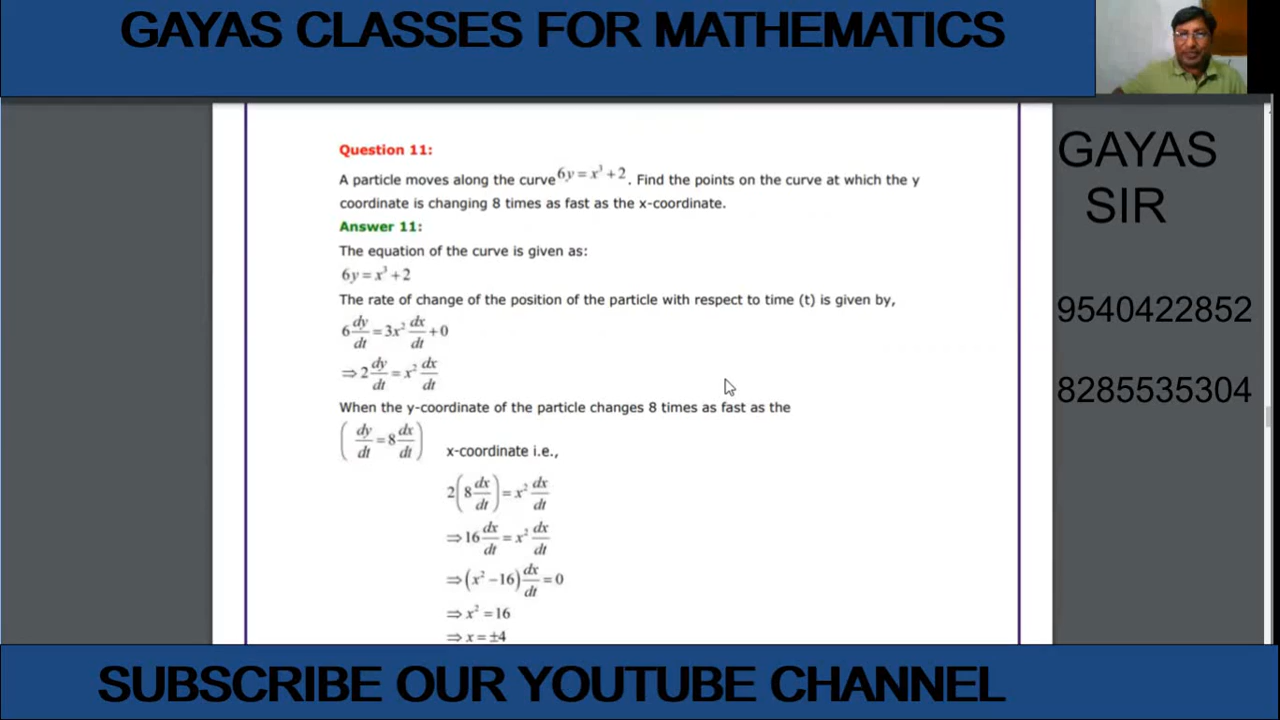 GAYAS CLASSES FOR MATHEMATICS
Question 11:
A particle moves along the curve 6y = x³ + 2. Find the points on the curve at which the y
coordinate is changing 8 times as fast as the x-coordinate.
Answer 11:
The equation of the curve is given as:
6y = x³ + 2
The rate of change of the position of the particle with respect to time (t) is given by,
6 dy/dt = 3x² dx/dt + 0
⇒ 2 dy/dt = x² dx/dt
When the y-coordinate of the particle changes 8 times as fast as the
(dy/dt = 8 dx/dt) x-coordinate i.e.,
2(8 dx/dt) = x² dx/dt
⇒ 16 dx/dt = x² dx/dt
⇒ (x² − 16) dx/dt = 0
⇒ x² = 16
⇒ x = ±4
GAYAS
SIR
9540422852
8285535304
SUBSCRIBE OUR YOUTUBE CHANNEL